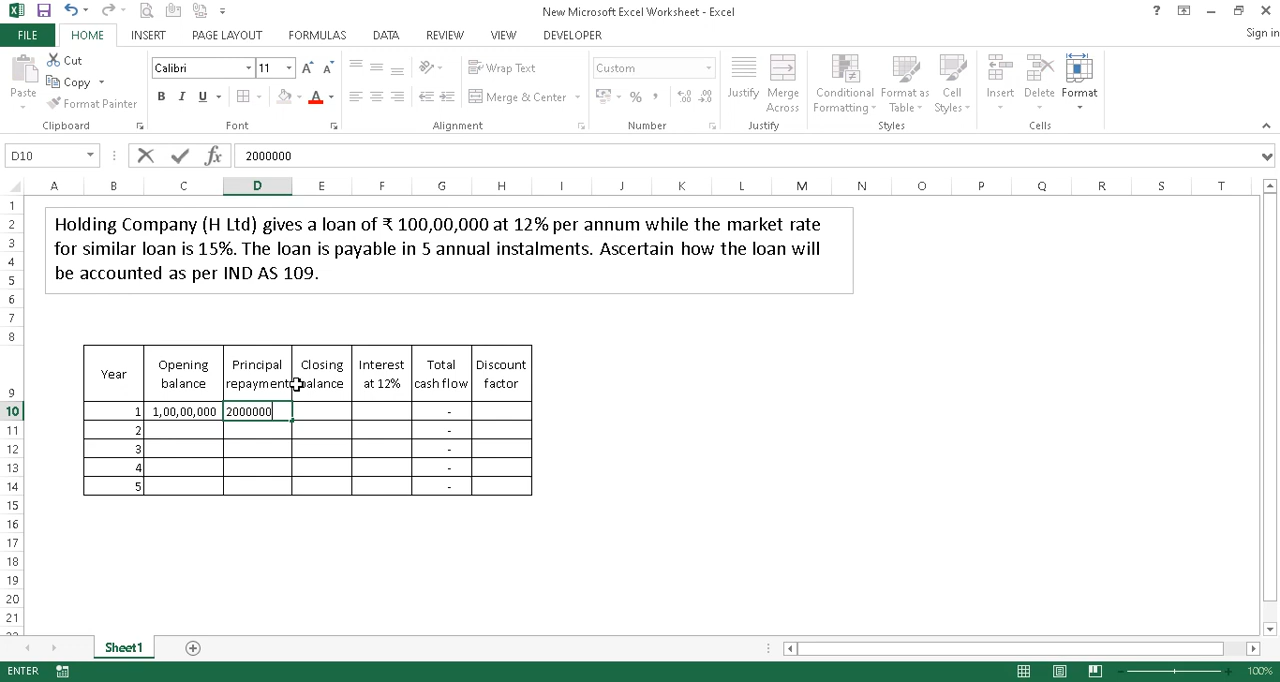 New Microsoft Excel Worksheet - Excel
?
FILE HOME INSERT PAGE LAYOUT FORMULAS DATA REVIEW VIEW DEVELOPER Sign in
Paste Cut Copy Format Painter
Clipboard
Calibri 11 A A
B I U A
Font
Wrap Text
Merge & Center
Alignment
Custom
%
Number
Justify Merge Across
Justify
Conditional Formatting Format as Table Cell Styles
Styles
Insert Delete Format
Cells
D10 fx 2000000
A B C D E F G H I J K L M N O P Q R S T
Holding Company (H Ltd) gives a loan of ₹ 100,00,000 at 12% per annum while the market rate
for similar loan is 15%. The loan is payable in 5 annual instalments. Ascertain how the loan will
be accounted as per IND AS 109.
1
2
3
4
5
6
7
8
9 Year Opening balance Principal repayment Closing balance Interest at 12% Total cash flow Discount factor
10 1 1,00,00,000 2000000 -
11 2 -
12 3 -
13 4 -
14 5 -
15
16
17
18
19
20
21
Sheet1
ENTER 100%